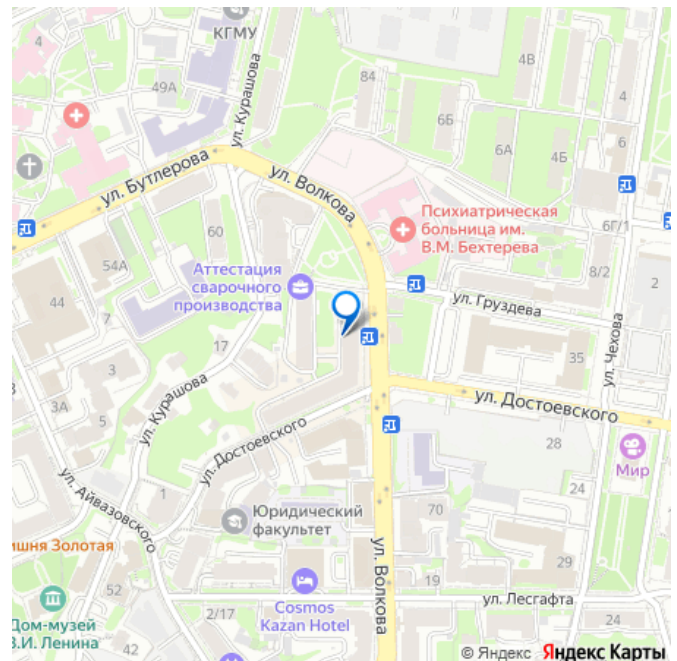 4
КГМУ
49А
ул. Курашова
84
4В
4
6Б
6
6А
4Б
ул. Бутлерова
ул. Волкова
60
Психиатрическая
больница им.
В.М. Бехтерева
6Г/1
54А
Аттестация
сварочного
производства
8/2
2
44
ул. Груздева
ул. Чехова
17
35
3
3А
5
ул. Курашова
ул. Достоевского
ул. Достоевского
28
Мир
ул. Айвазовского
1
24
Юридический
факультет
70
ишня Золотая
ул. Волкова
29
52
19
Cosmos
Kazan Hotel
ул. Лесгафта
2/17
Дом-музей
В.И. Ленина
42
24
© Яндекс Яндекс Карты